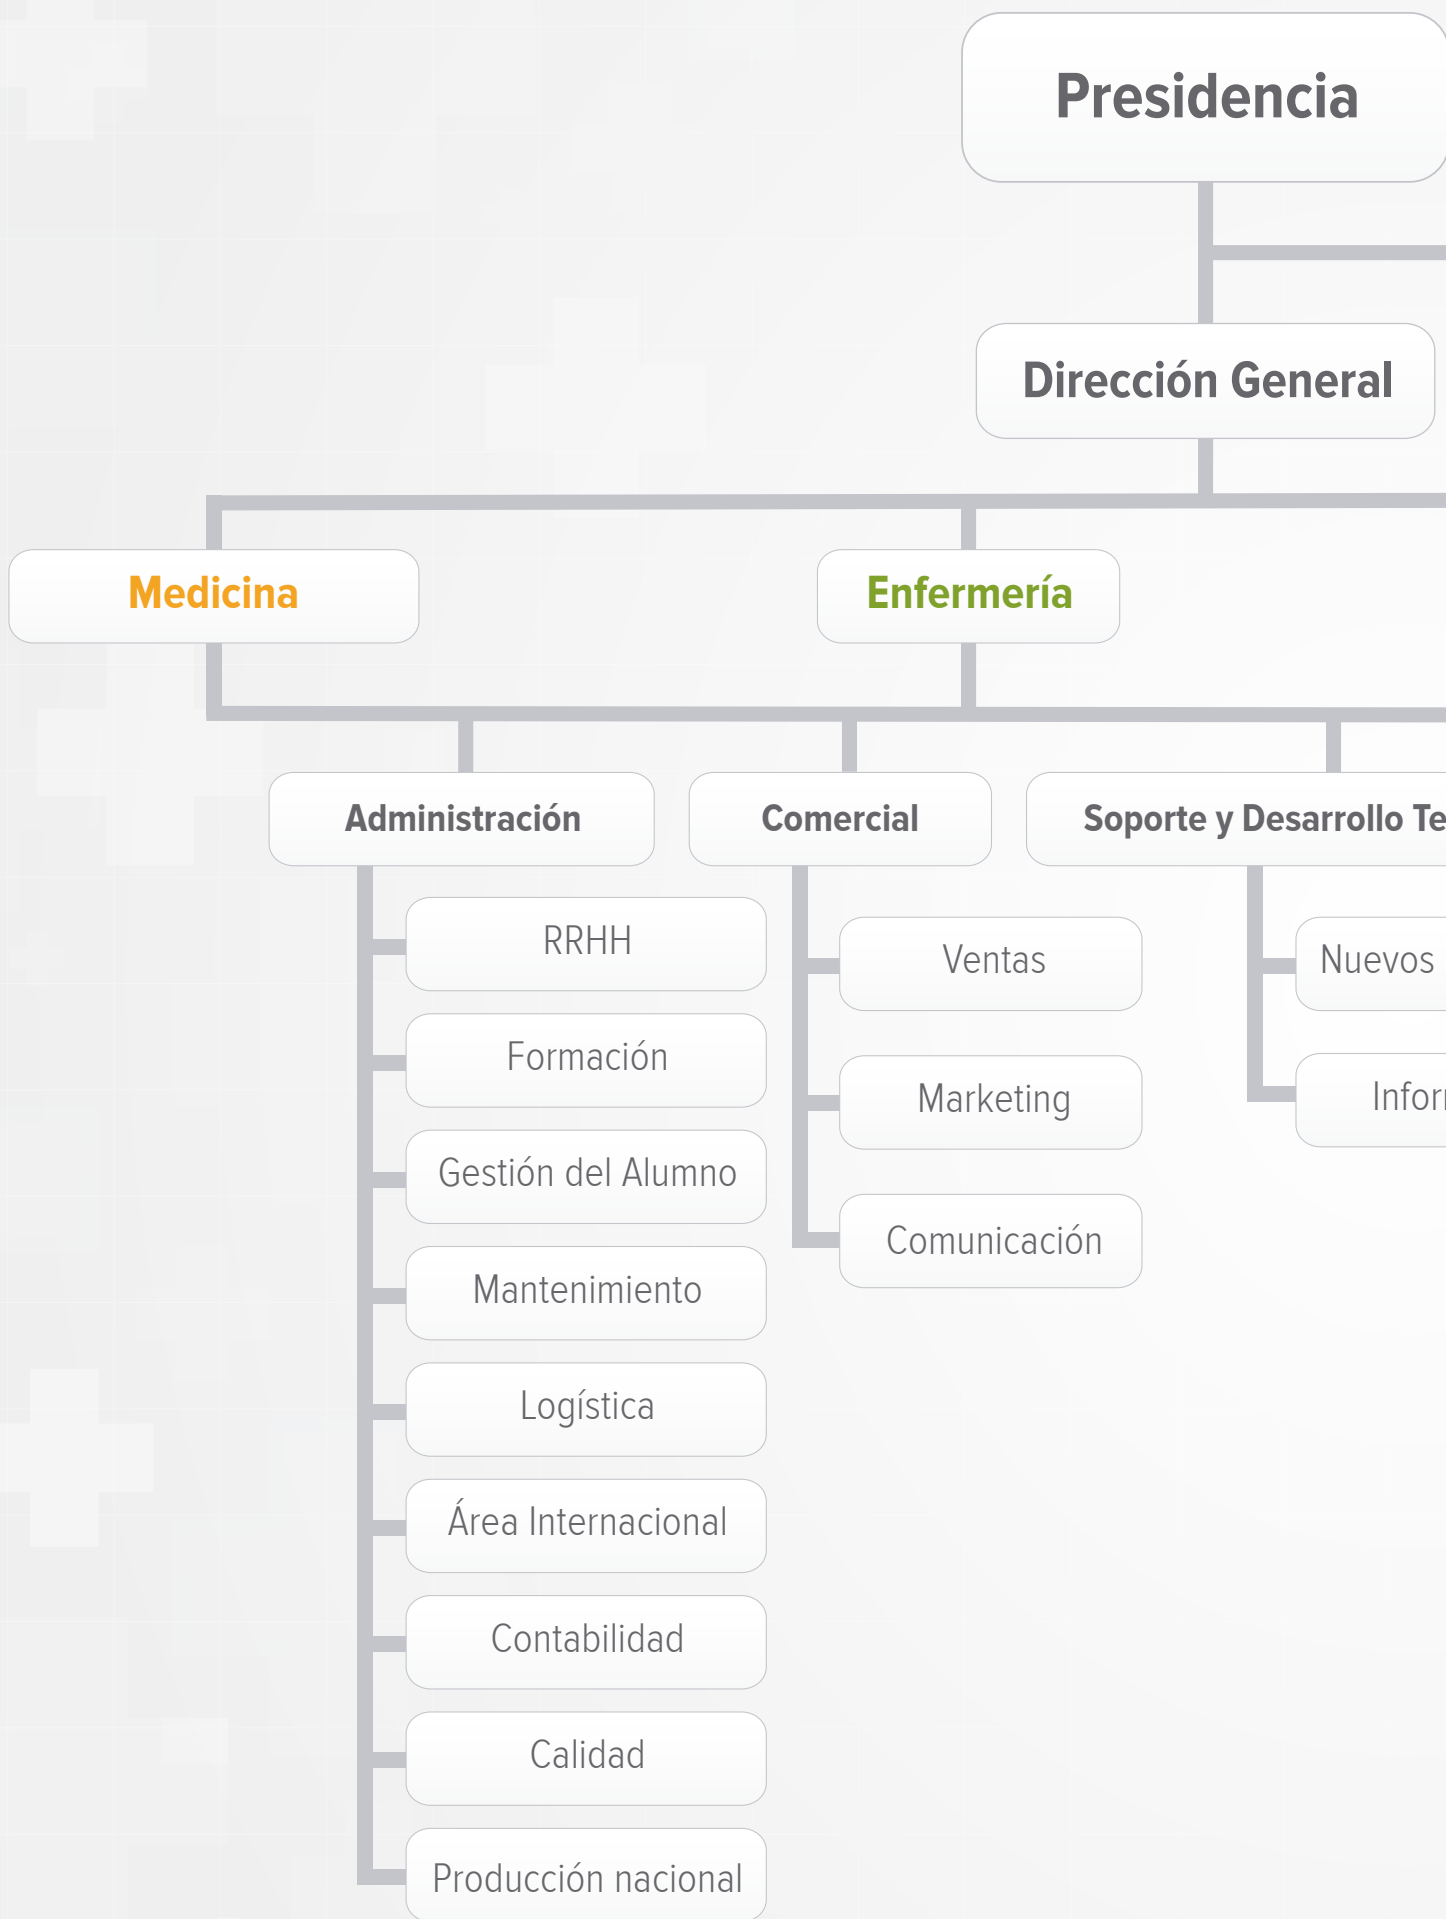 Presidencia
Dirección General
Medicina
Enfermería
Administración
Comercial
Soporte y Desarrollo
RRHH
Formación
Gestión del Alumno
Mantenimiento
Logística
Área Internacional
Contabilidad
Calidad
Producción nacional
Ventas
Marketing
Comunicación
Nuevos